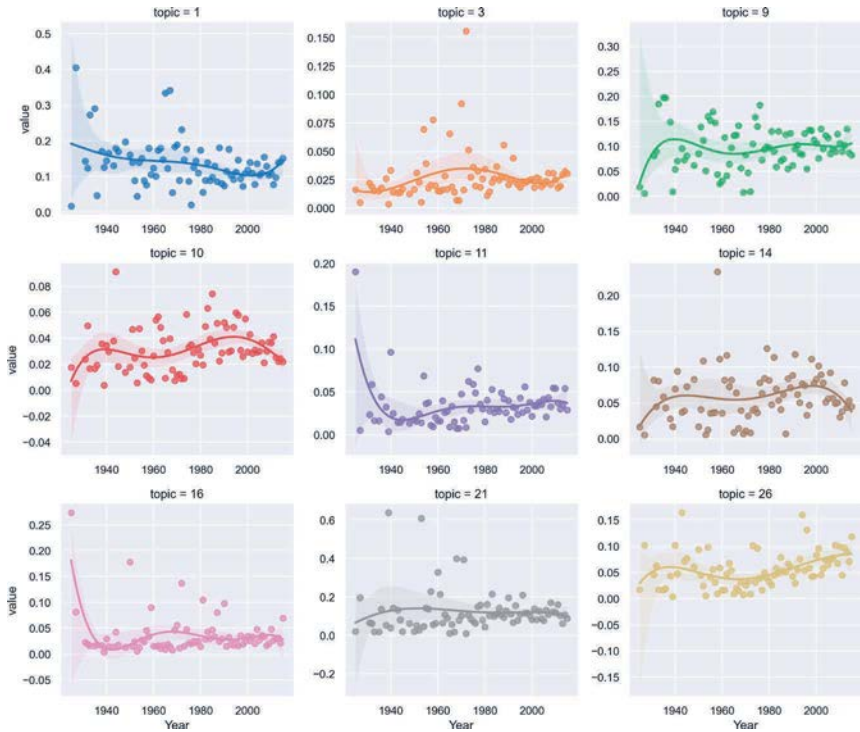 topic = 1
topic = 3
topic = 9
0.5
0.4
0.3
0.2
0.1
0.0
value
0.150
0.125
0.100
0.075
0.050
0.025
0.000
0.30
0.25
0.20
0.15
0.10
0.05
0.00
1940 1960 1980 2000
1940 1960 1980 2000
1940 1960 1980 2000
topic = 10
topic = 11
topic = 14
0.08
0.06
0.04
0.02
0.00
−0.02
−0.04
value
0.20
0.15
0.10
0.05
0.00
0.20
0.15
0.10
0.05
0.00
1940 1960 1980 2000
1940 1960 1980 2000
1940 1960 1980 2000
topic = 16
topic = 21
topic = 26
0.25
0.20
0.15
0.10
0.05
0.00
−0.05
value
0.6
0.4
0.2
0.0
−0.2
0.15
0.10
0.05
0.00
−0.05
−0.10
−0.15
1940 1960 1980 2000
1940 1960 1980 2000
1940 1960 1980 2000
Year
Year
Year